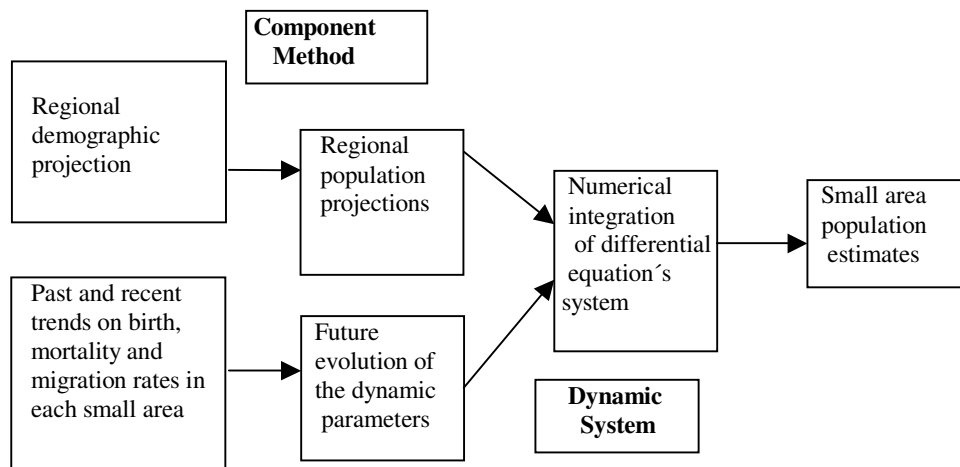 Component
Method
Regional
demographic
projection
Regional
population
projections
Numerical
integration
of differential
equation´s
system
Small area
population
estimates
Past and recent
trends on birth,
mortality and
migration rates in
each small area
Future
evolution of
the dynamic
parameters
Dynamic
System